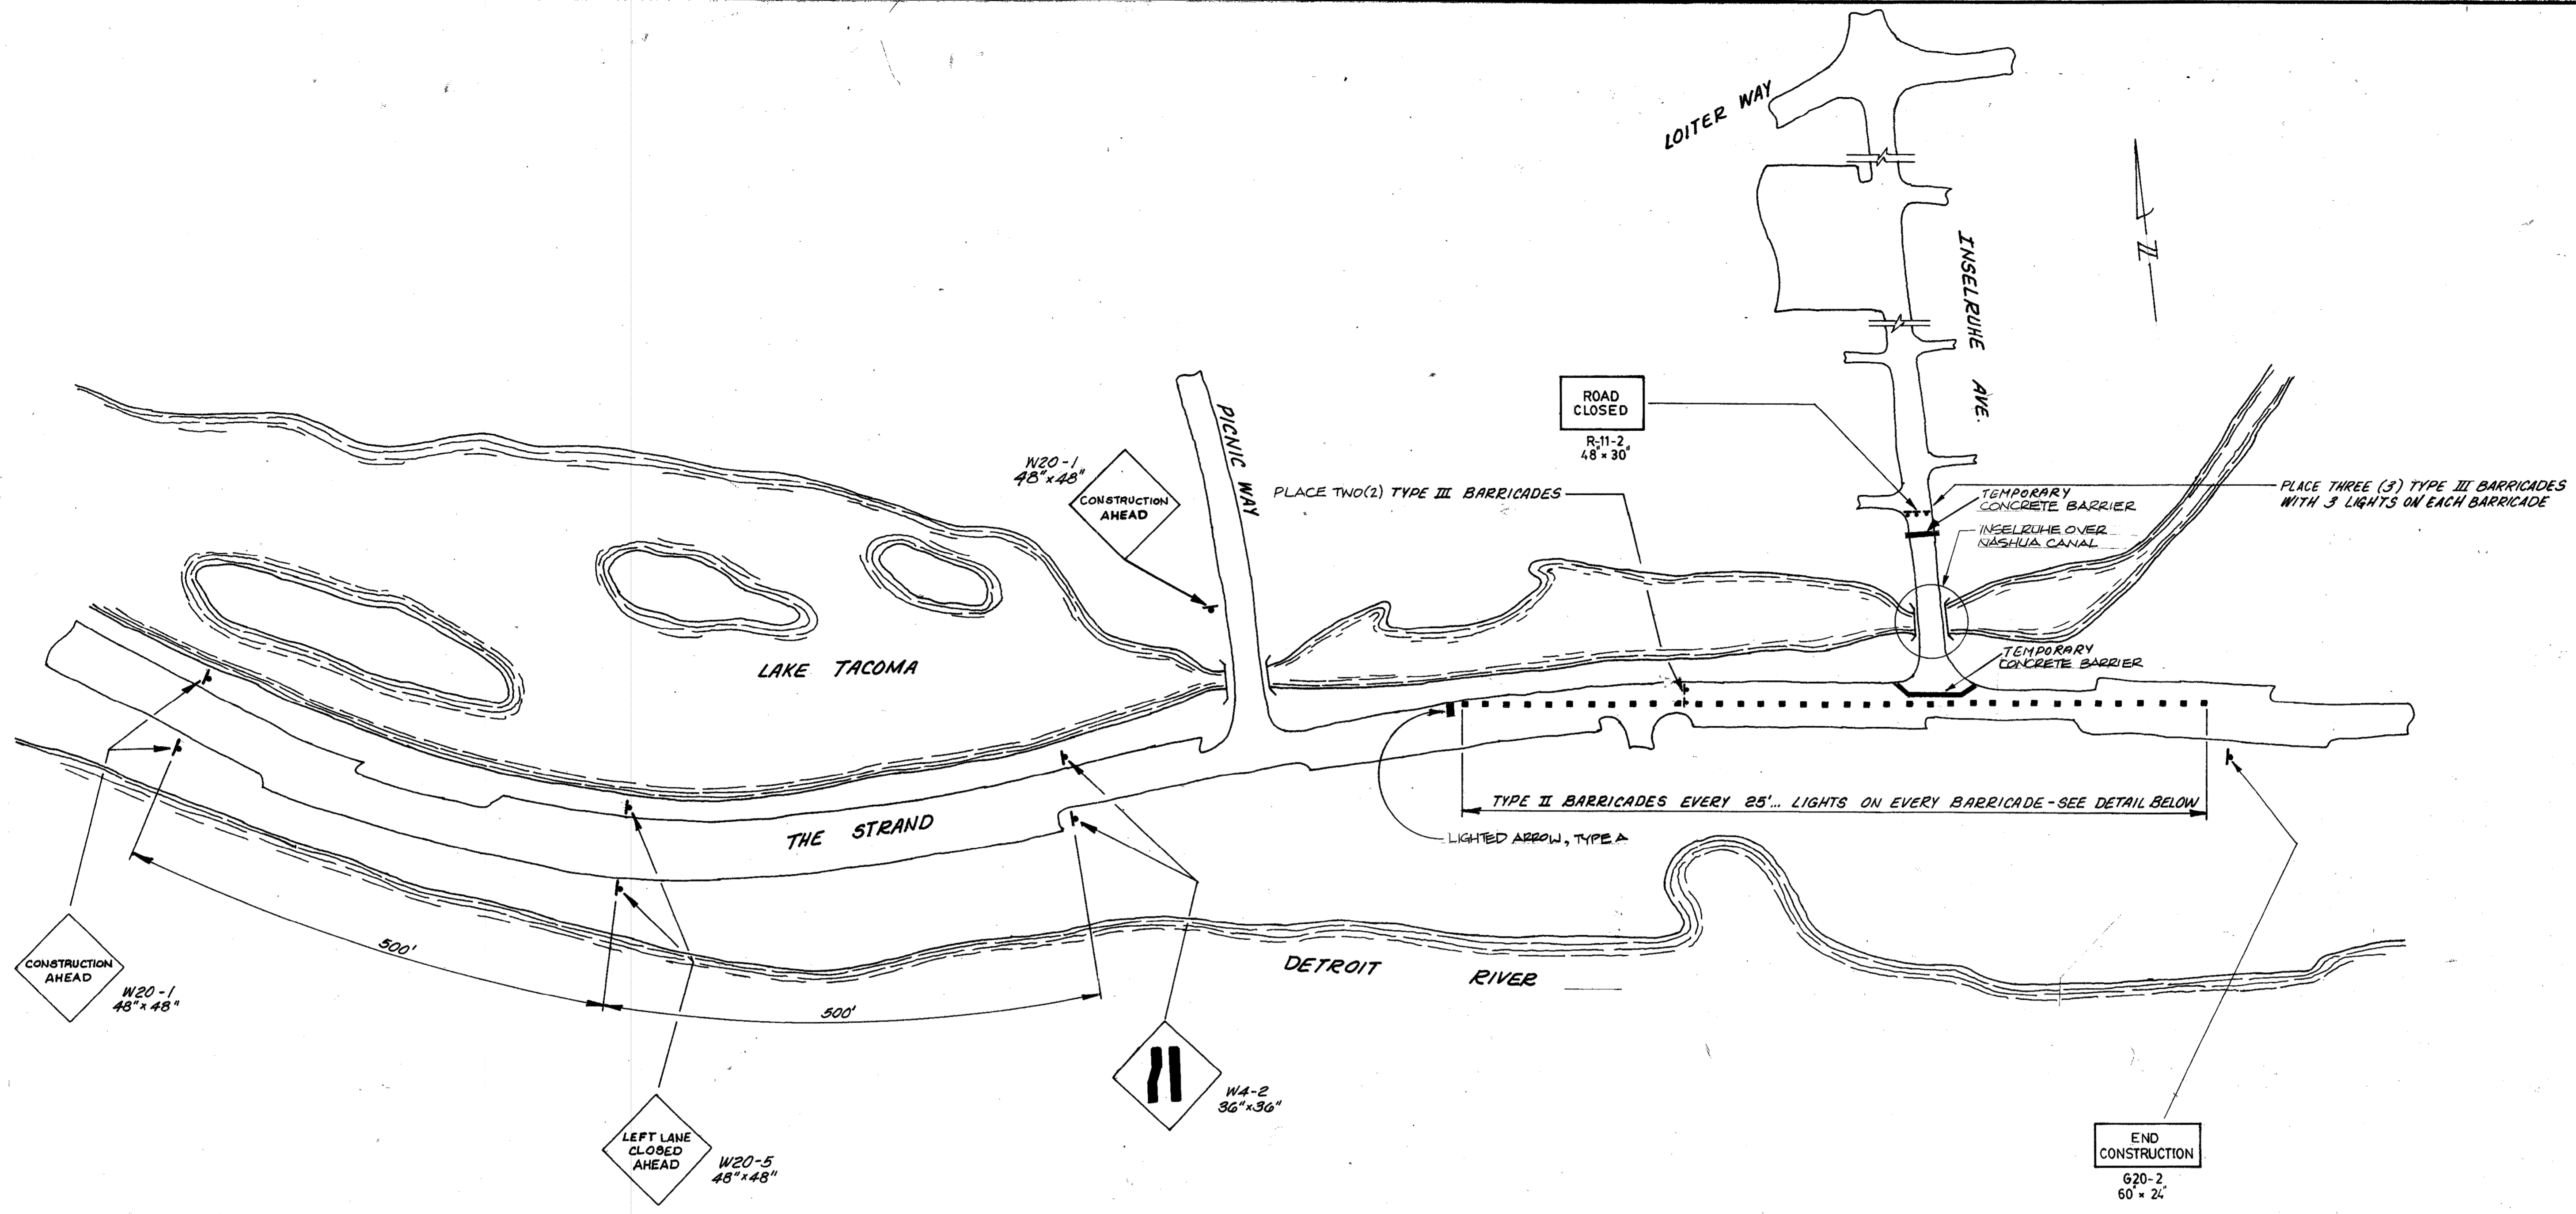 LOITER WAY
INSELRUHE AVE.
N
ROAD
CLOSED
R-11-2
48" x 30"
PICNIC WAY
W20-1
48"x48"
CONSTRUCTION
AHEAD
PLACE TWO(2) TYPE III BARRICADES
PLACE THREE (3) TYPE III BARRICADES
WITH 3 LIGHTS ON EACH BARRICADE
TEMPORARY
CONCRETE BARRIER
INSELRUHE OVER
NASHUA CANAL
TEMPORARY
CONCRETE BARRIER
LAKE TACOMA
THE STRAND
TYPE II BARRICADES EVERY 25'... LIGHTS ON EVERY BARRICADE-SEE DETAIL BELOW
LIGHTED ARROW, TYPE A
DETROIT RIVER
500'
500'
CONSTRUCTION
AHEAD
W20-1
48"x48"
LEFT LANE
CLOSED
AHEAD
W20-5
48"x48"
W4-2
36"x36"
END
CONSTRUCTION
G20-2
60" x 24"